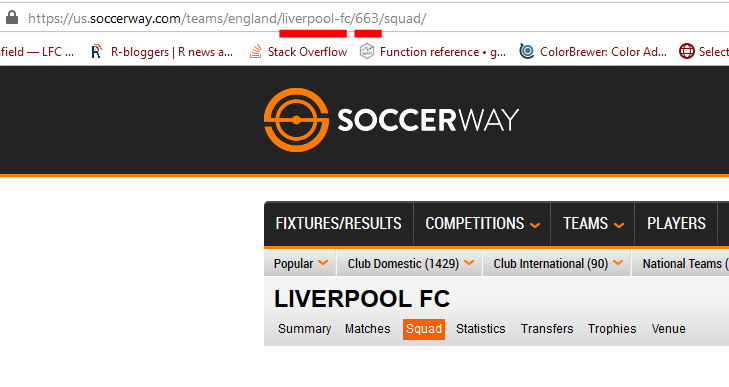 https://us.soccerway.com/teams/england/liverpool-fc/663/squad/
nfield — LFC ... R-bloggers | R news a... Stack Overflow Function reference • g... ColorBrewer: Color Ad... Select
SOCCERWAY
FIXTURES/RESULTS COMPETITIONS TEAMS PLAYERS
Popular Club Domestic (1429) Club International (90) National Teams (
LIVERPOOL FC
Summary Matches Squad Statistics Transfers Trophies Venue